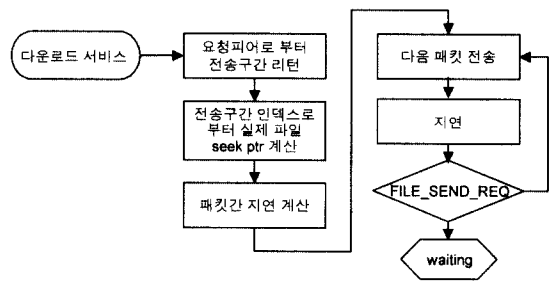 다운로드 서비스
요청피어로 부터
전송구간 리턴
전송구간 인덱스로
부터 실제 파일
seek ptr 계산
패킷간 지연 계산
다음 패킷 전송
지연
FILE_SEND_REQ
waiting